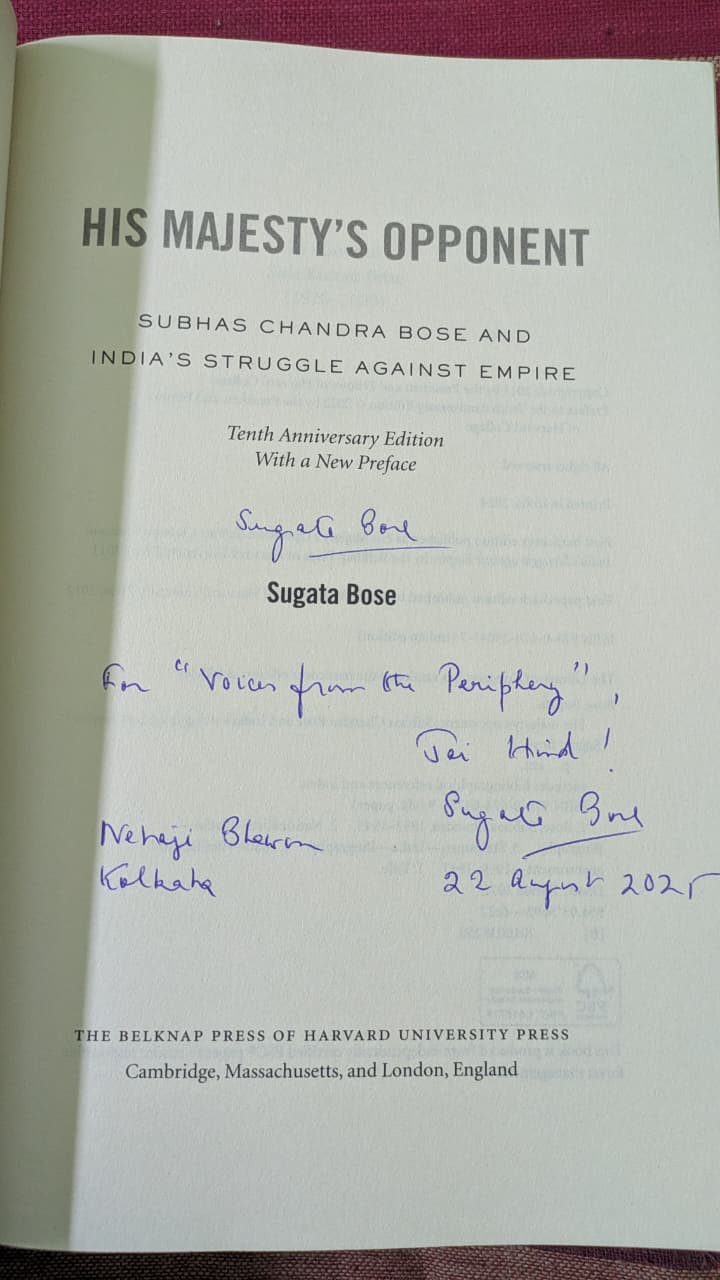 HIS MAJESTY'S OPPONENT
SUBHAS CHANDRA BOSE AND
INDIA'S STRUGGLE AGAINST EMPIRE
Tenth Anniversary Edition
With a New Preface
Sugata Bose
Sugata Bose
For "Voices from the Periphery",
Jai Hind!
Sugata Bose
Netaji Bhawan
Kolkata
22 August 2025
THE BELKNAP PRESS OF HARVARD UNIVERSITY PRESS
Cambridge, Massachusetts, and London, England